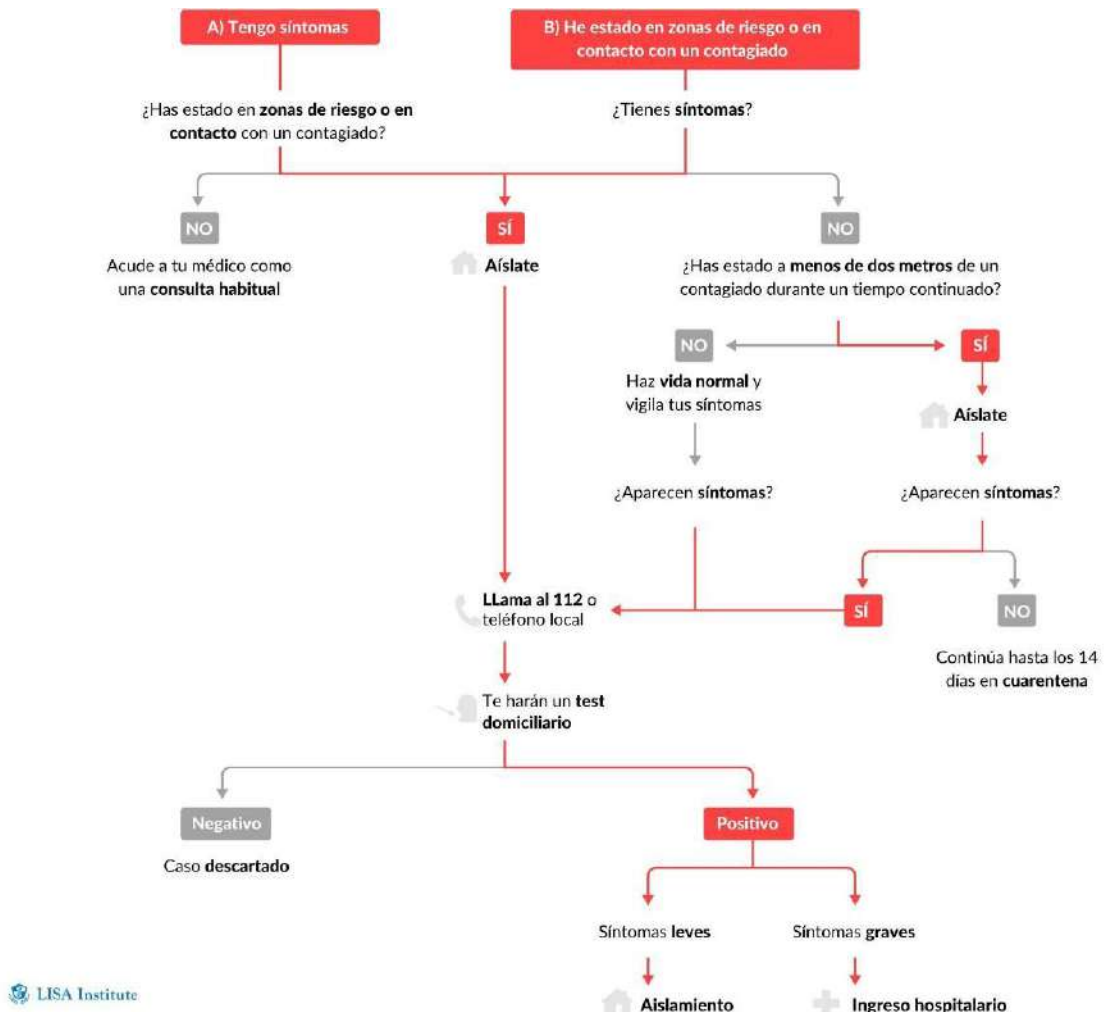 A) Tengo síntomas
B) He estado en zonas de riesgo o en
contacto con un contagiado
¿Has estado en zonas de riesgo o en
contacto con un contagiado?
¿Tienes síntomas?
NO
SÍ
NO
Acude a tu médico como
una consulta habitual
Aíslate
¿Has estado a menos de dos metros de un
contagiado durante un tiempo continuado?
NO
SÍ
Haz vida normal y
vigila tus síntomas
Aíslate
¿Aparecen síntomas?
¿Aparecen síntomas?
LLama al 112 o
teléfono local
SÍ
NO
Continúa hasta los 14
días en cuarentena
Te harán un test
domiciliario
Negativo
Positivo
Caso descartado
Síntomas leves
Síntomas graves
Aislamiento
Ingreso hospitalario
LISA Institute